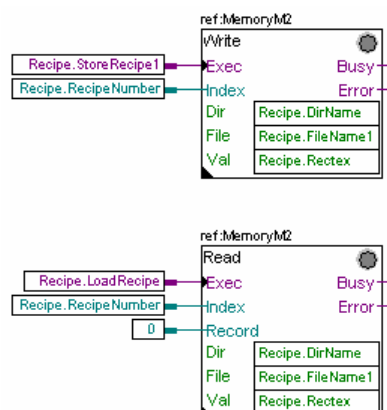 ref:MemoryM2
Write
Recipe.StoreRecipe1 Exec Busy
Recipe.RecipeNumber Index Error
Dir Recipe.DirName
File Recipe.FileName1
Val Recipe.Rectex
ref:MemoryM2
Read
Recipe.LoadRecipe Exec Busy
Recipe.RecipeNumber Index Error
0 Record
Dir Recipe.DirName
File Recipe.FileName1
Val Recipe.Rectex